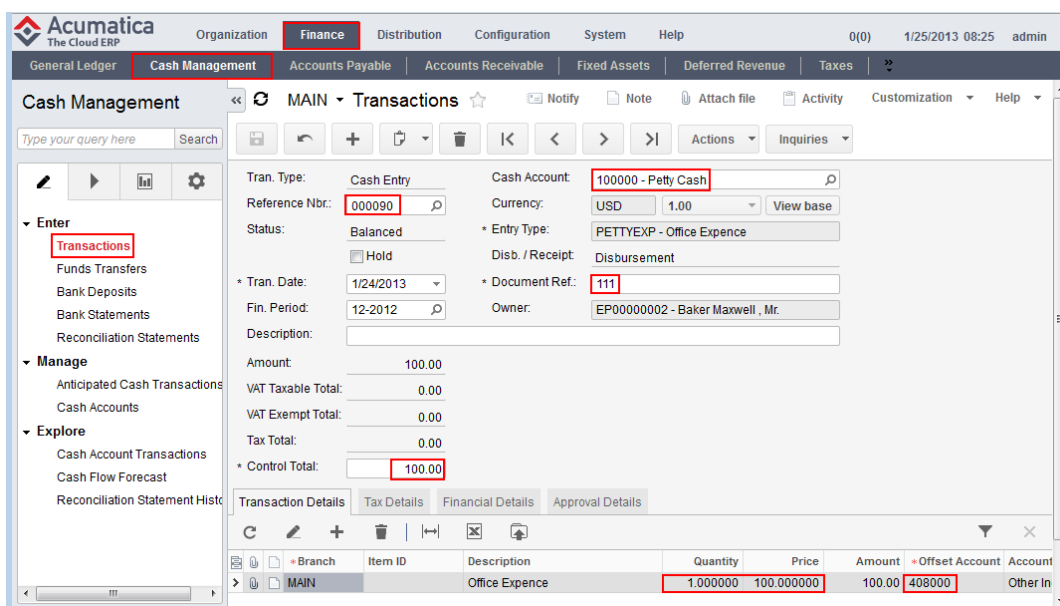 Acumatica
The Cloud ERP
Organization Finance Distribution Configuration System Help 0(0) 1/25/2013 08:25 admin
General Ledger Cash Management Accounts Payable Accounts Receivable Fixed Assets Deferred Revenue Taxes
Cash Management
MAIN Transactions Notify Note Attach file Activity Customization Help
Type your query here Search
Actions Inquiries
Enter
Transactions
Funds Transfers
Bank Deposits
Bank Statements
Reconciliation Statements
Manage
Anticipated Cash Transactions
Cash Accounts
Explore
Cash Account Transactions
Cash Flow Forecast
Reconciliation Statement Histo
Tran. Type: Cash Entry Cash Account: 100000 - Petty Cash
Reference Nbr.: 000090 Currency: USD 1.00 View base
Status: Balanced * Entry Type: PETTYEXP - Office Expence
Hold Disb. / Receipt: Disbursement
* Tran. Date: 1/24/2013 * Document Ref.: 111
Fin. Period: 12-2012 Owner: EP00000002 - Baker Maxwell , Mr.
Description:
Amount: 100.00
VAT Taxable Total: 0.00
VAT Exempt Total: 0.00
Tax Total: 0.00
* Control Total: 100.00
Transaction Details Tax Details Financial Details Approval Details
* Branch Item ID Description Quantity Price Amount * Offset Account Account
MAIN Office Expence 1.000000 100.000000 100.00 408000 Other In